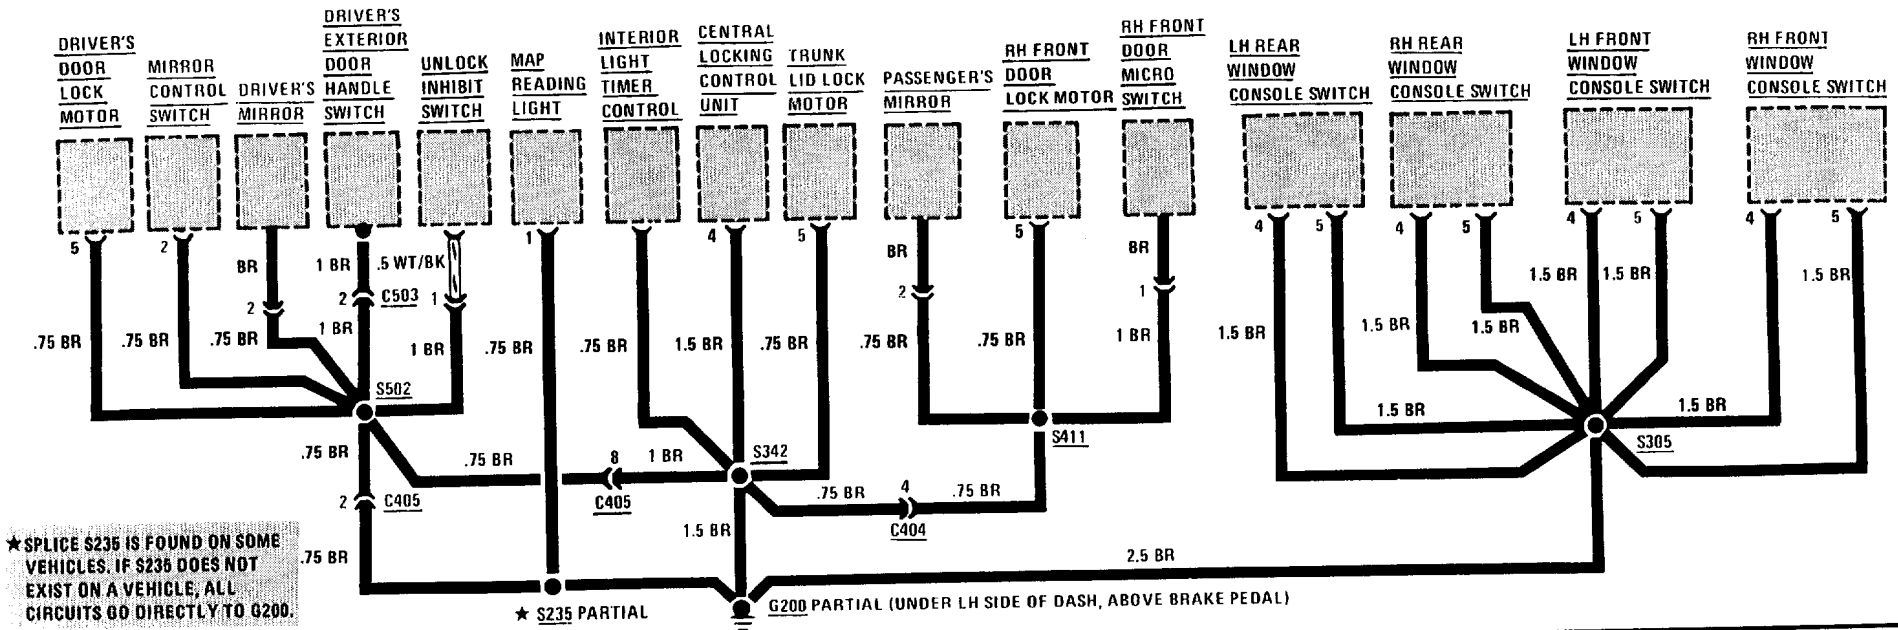 DRIVER'S
DOOR
LOCK
MOTOR
MIRROR
CONTROL
SWITCH
DRIVER'S
MIRROR
DRIVER'S
EXTERIOR
DOOR
HANDLE
SWITCH
UNLOCK
INHIBIT
SWITCH
MAP
READING
LIGHT
INTERIOR
LIGHT
TIMER
CONTROL
CENTRAL
LOCKING
CONTROL
UNIT
TRUNK
LID LOCK
MOTOR
PASSENGER'S
MIRROR
RH FRONT
DOOR
LOCK MOTOR
RH FRONT
DOOR
MICRO
SWITCH
LH REAR
WINDOW
CONSOLE SWITCH
RH REAR
WINDOW
CONSOLE SWITCH
LH FRONT
WINDOW
CONSOLE SWITCH
RH FRONT
WINDOW
CONSOLE SWITCH
5
2
1
4
5
5
4
5
4
5
4
5
4
5
BR
1 BR
.5 WT/BK
BR
BR
1.5 BR
1.5 BR
1.5 BR
2
2
C503
1
2
1
.75 BR
.75 BR
.75 BR
1 BR
1 BR
.75 BR
.75 BR
1.5 BR
.75 BR
.75 BR
.75 BR
1 BR
1.5 BR
1.5 BR
1.5 BR
S502
1.5 BR
1.5 BR
S411
S305
.75 BR
.75 BR
8
1 BR
S342
C405
2
C405
.75 BR
4
.75 BR
C404
1.5 BR
.75 BR
2.5 BR
★ SPLICE S235 IS FOUND ON SOME
VEHICLES. IF S235 DOES NOT
EXIST ON A VEHICLE, ALL
CIRCUITS GO DIRECTLY TO G200.
★ S235 PARTIAL
G200 PARTIAL (UNDER LH SIDE OF DASH, ABOVE BRAKE PEDAL)